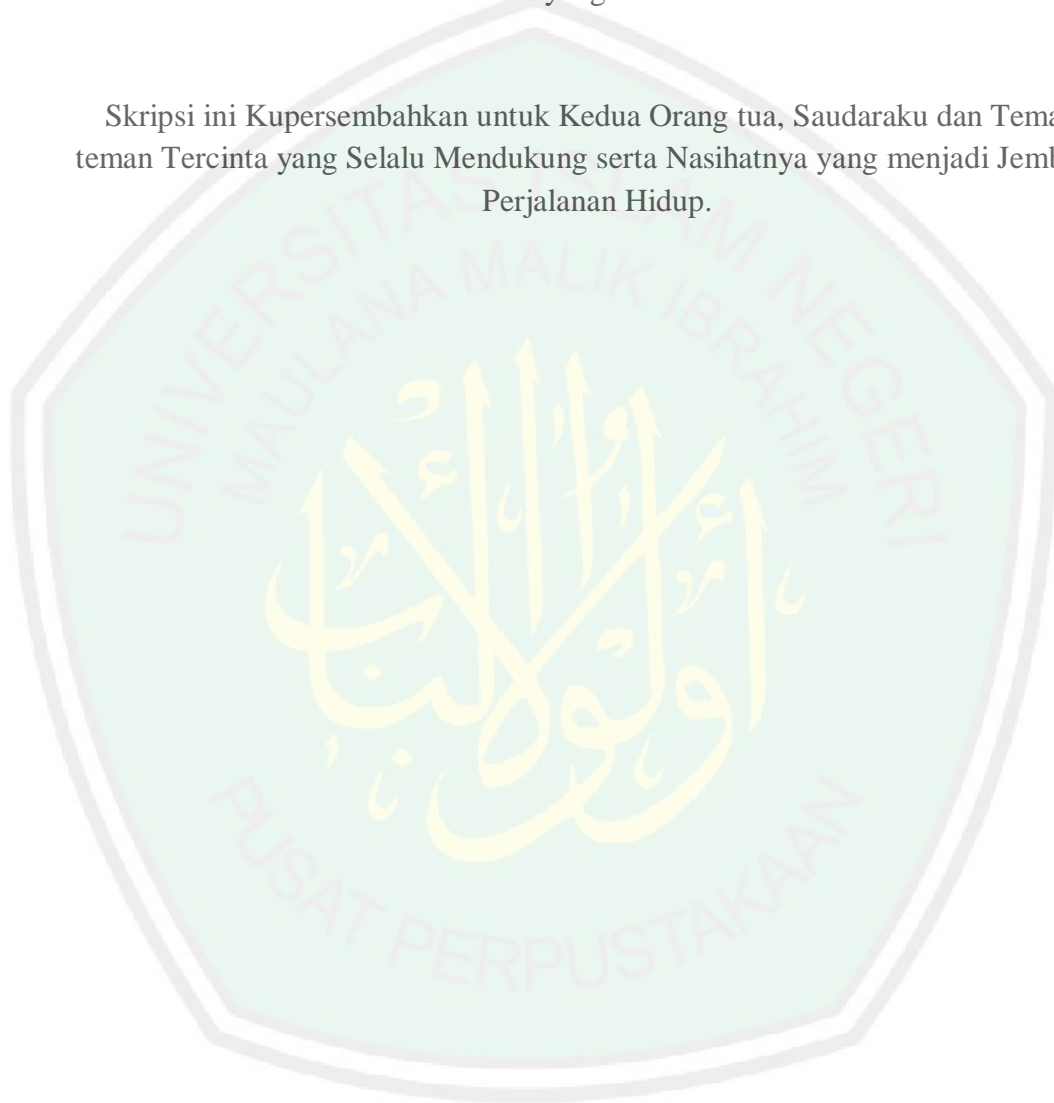 Skripsi ini Kupersembahkan untuk Kedua Orang tua, Saudaraku dan Tema
teman Tercinta yang Selalu Mendukung serta Nasihatnya yang menjadi Jemb
Perjalanan Hidup.
UNIVERSITAS ISLAM NEGERI
MAULANA MALIK IBRAHIM
أولوا الألباب
PUSAT PERPUSTAKAAN